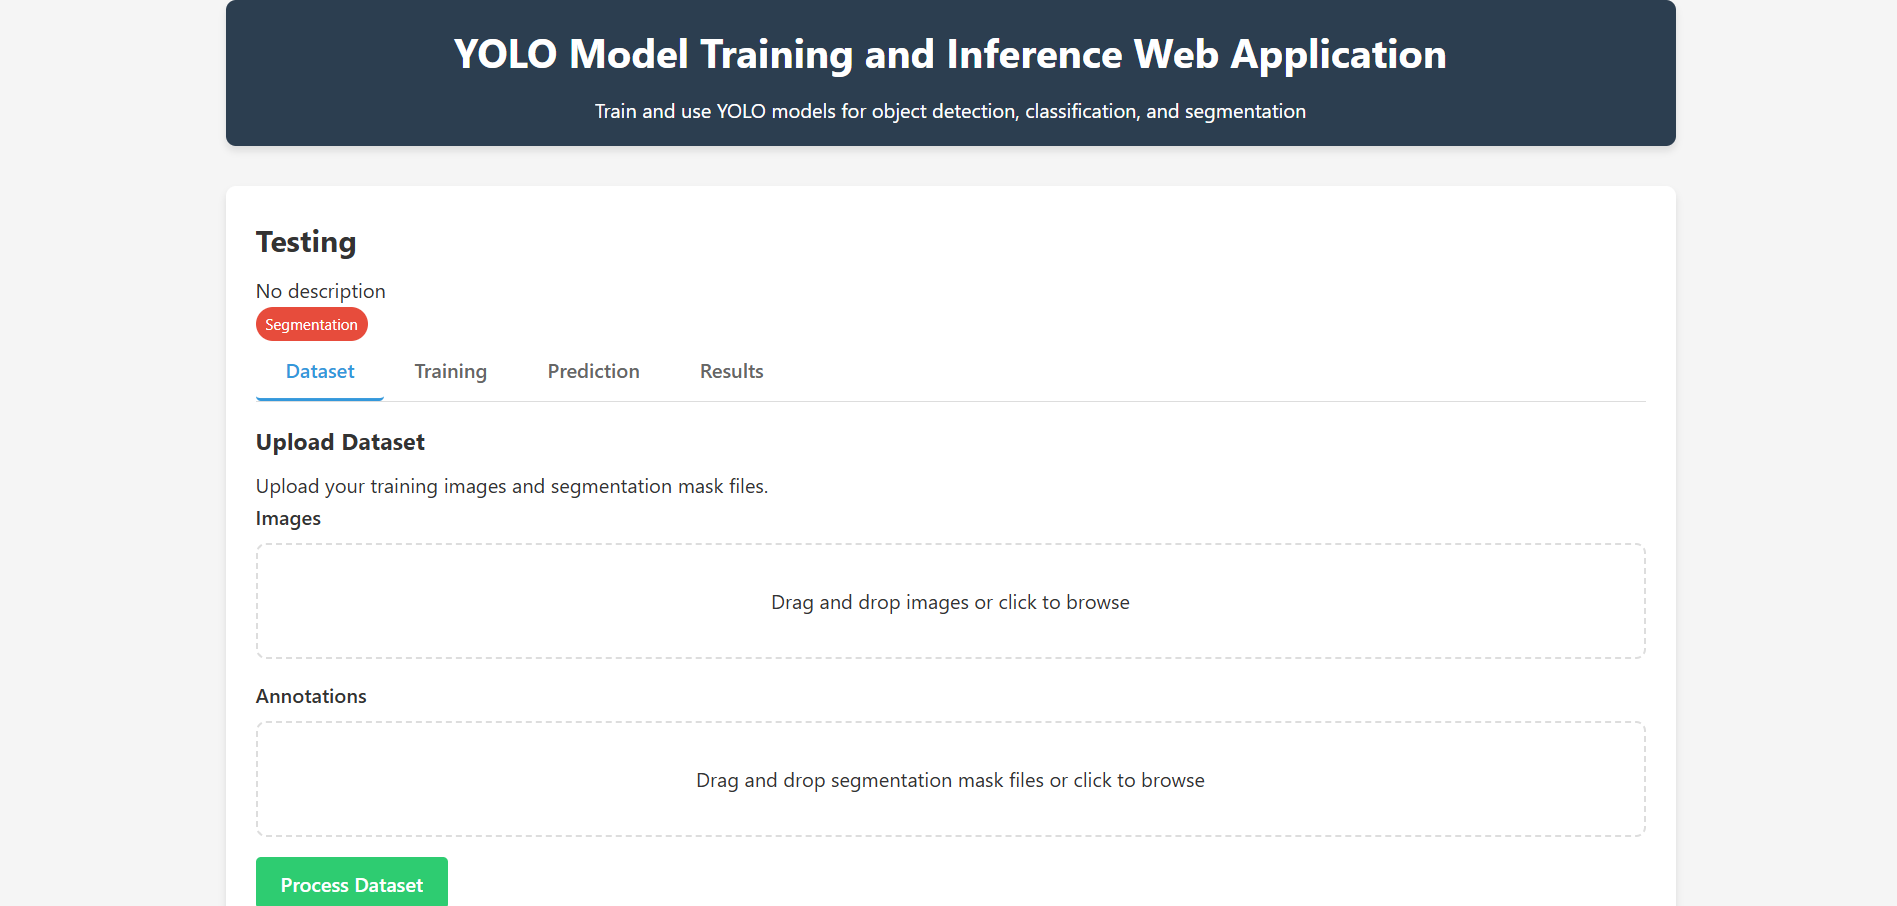 YOLO Model Training and Inference Web Application
Train and use YOLO models for object detection, classification, and segmentation
Testing
No description
Segmentation
Dataset Training Prediction Results
Upload Dataset
Upload your training images and segmentation mask files.
Images
Drag and drop images or click to browse
Annotations
Drag and drop segmentation mask files or click to browse
Process Dataset